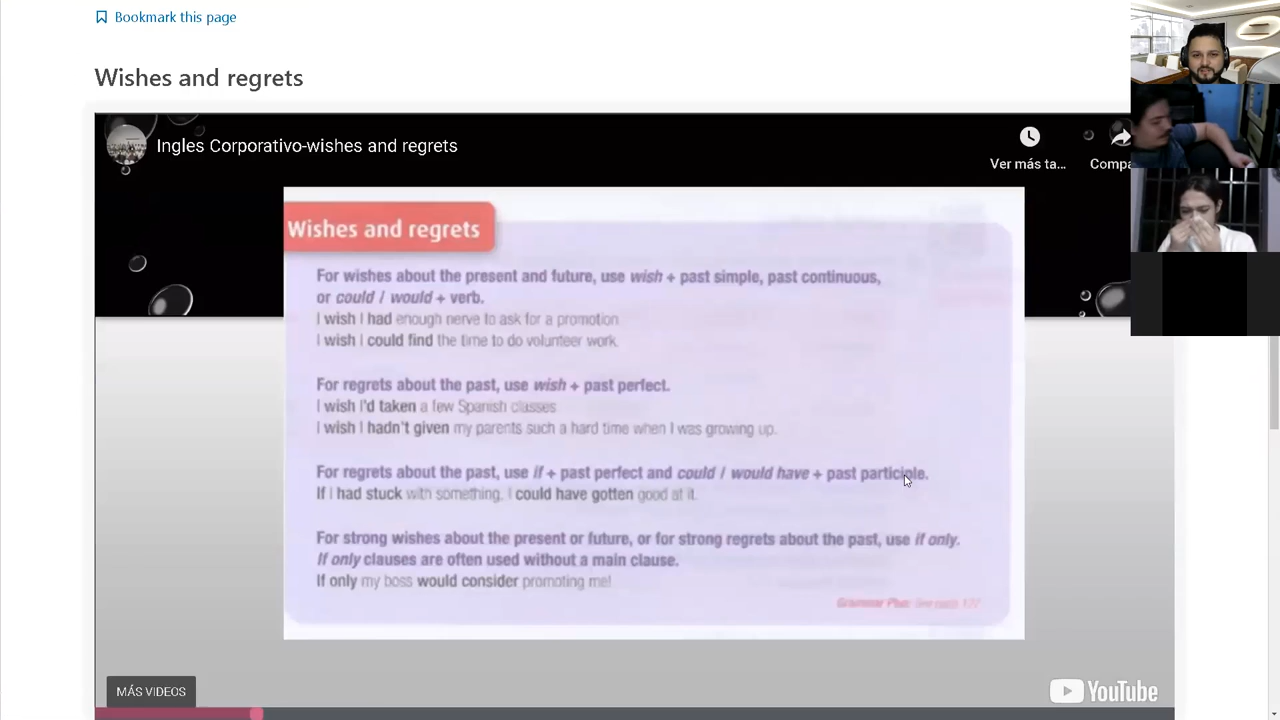 Bookmark this page
Wishes and regrets
Ingles Corporativo-wishes and regrets
Ver más ta...
Compa
Wishes and regrets
For wishes about the present and future, use wish + past simple, past continuous,
or could / would + verb.
I wish I had enough nerve to ask for a promotion
I wish I could find the time to do volunteer work.
For regrets about the past, use wish + past perfect.
I wish I'd taken a few Spanish classes
I wish I hadn't given my parents such a hard time when I was growing up.
For regrets about the past, use if + past perfect and could / would have + past participle.
If I had stuck with something, I could have gotten good at it.
For strong wishes about the present or future, or for strong regrets about the past, use if only.
If only clauses are often used without a main clause.
If only my boss would consider promoting me!
Grammar Plus: See
MÁS VIDEOS
YouTube